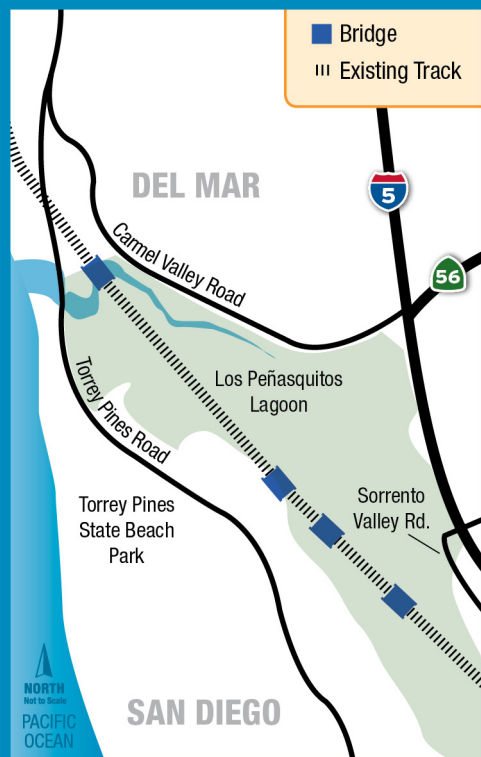 Bridge
Existing Track
5
DEL MAR
56
Carmel Valley Road
Los Peñasquitos
Lagoon
Torrey Pines Road
Sorrento
Valley Rd.
Torrey Pines
State Beach
Park
NORTH
Not to Scale
PACIFIC
OCEAN
SAN DIEGO